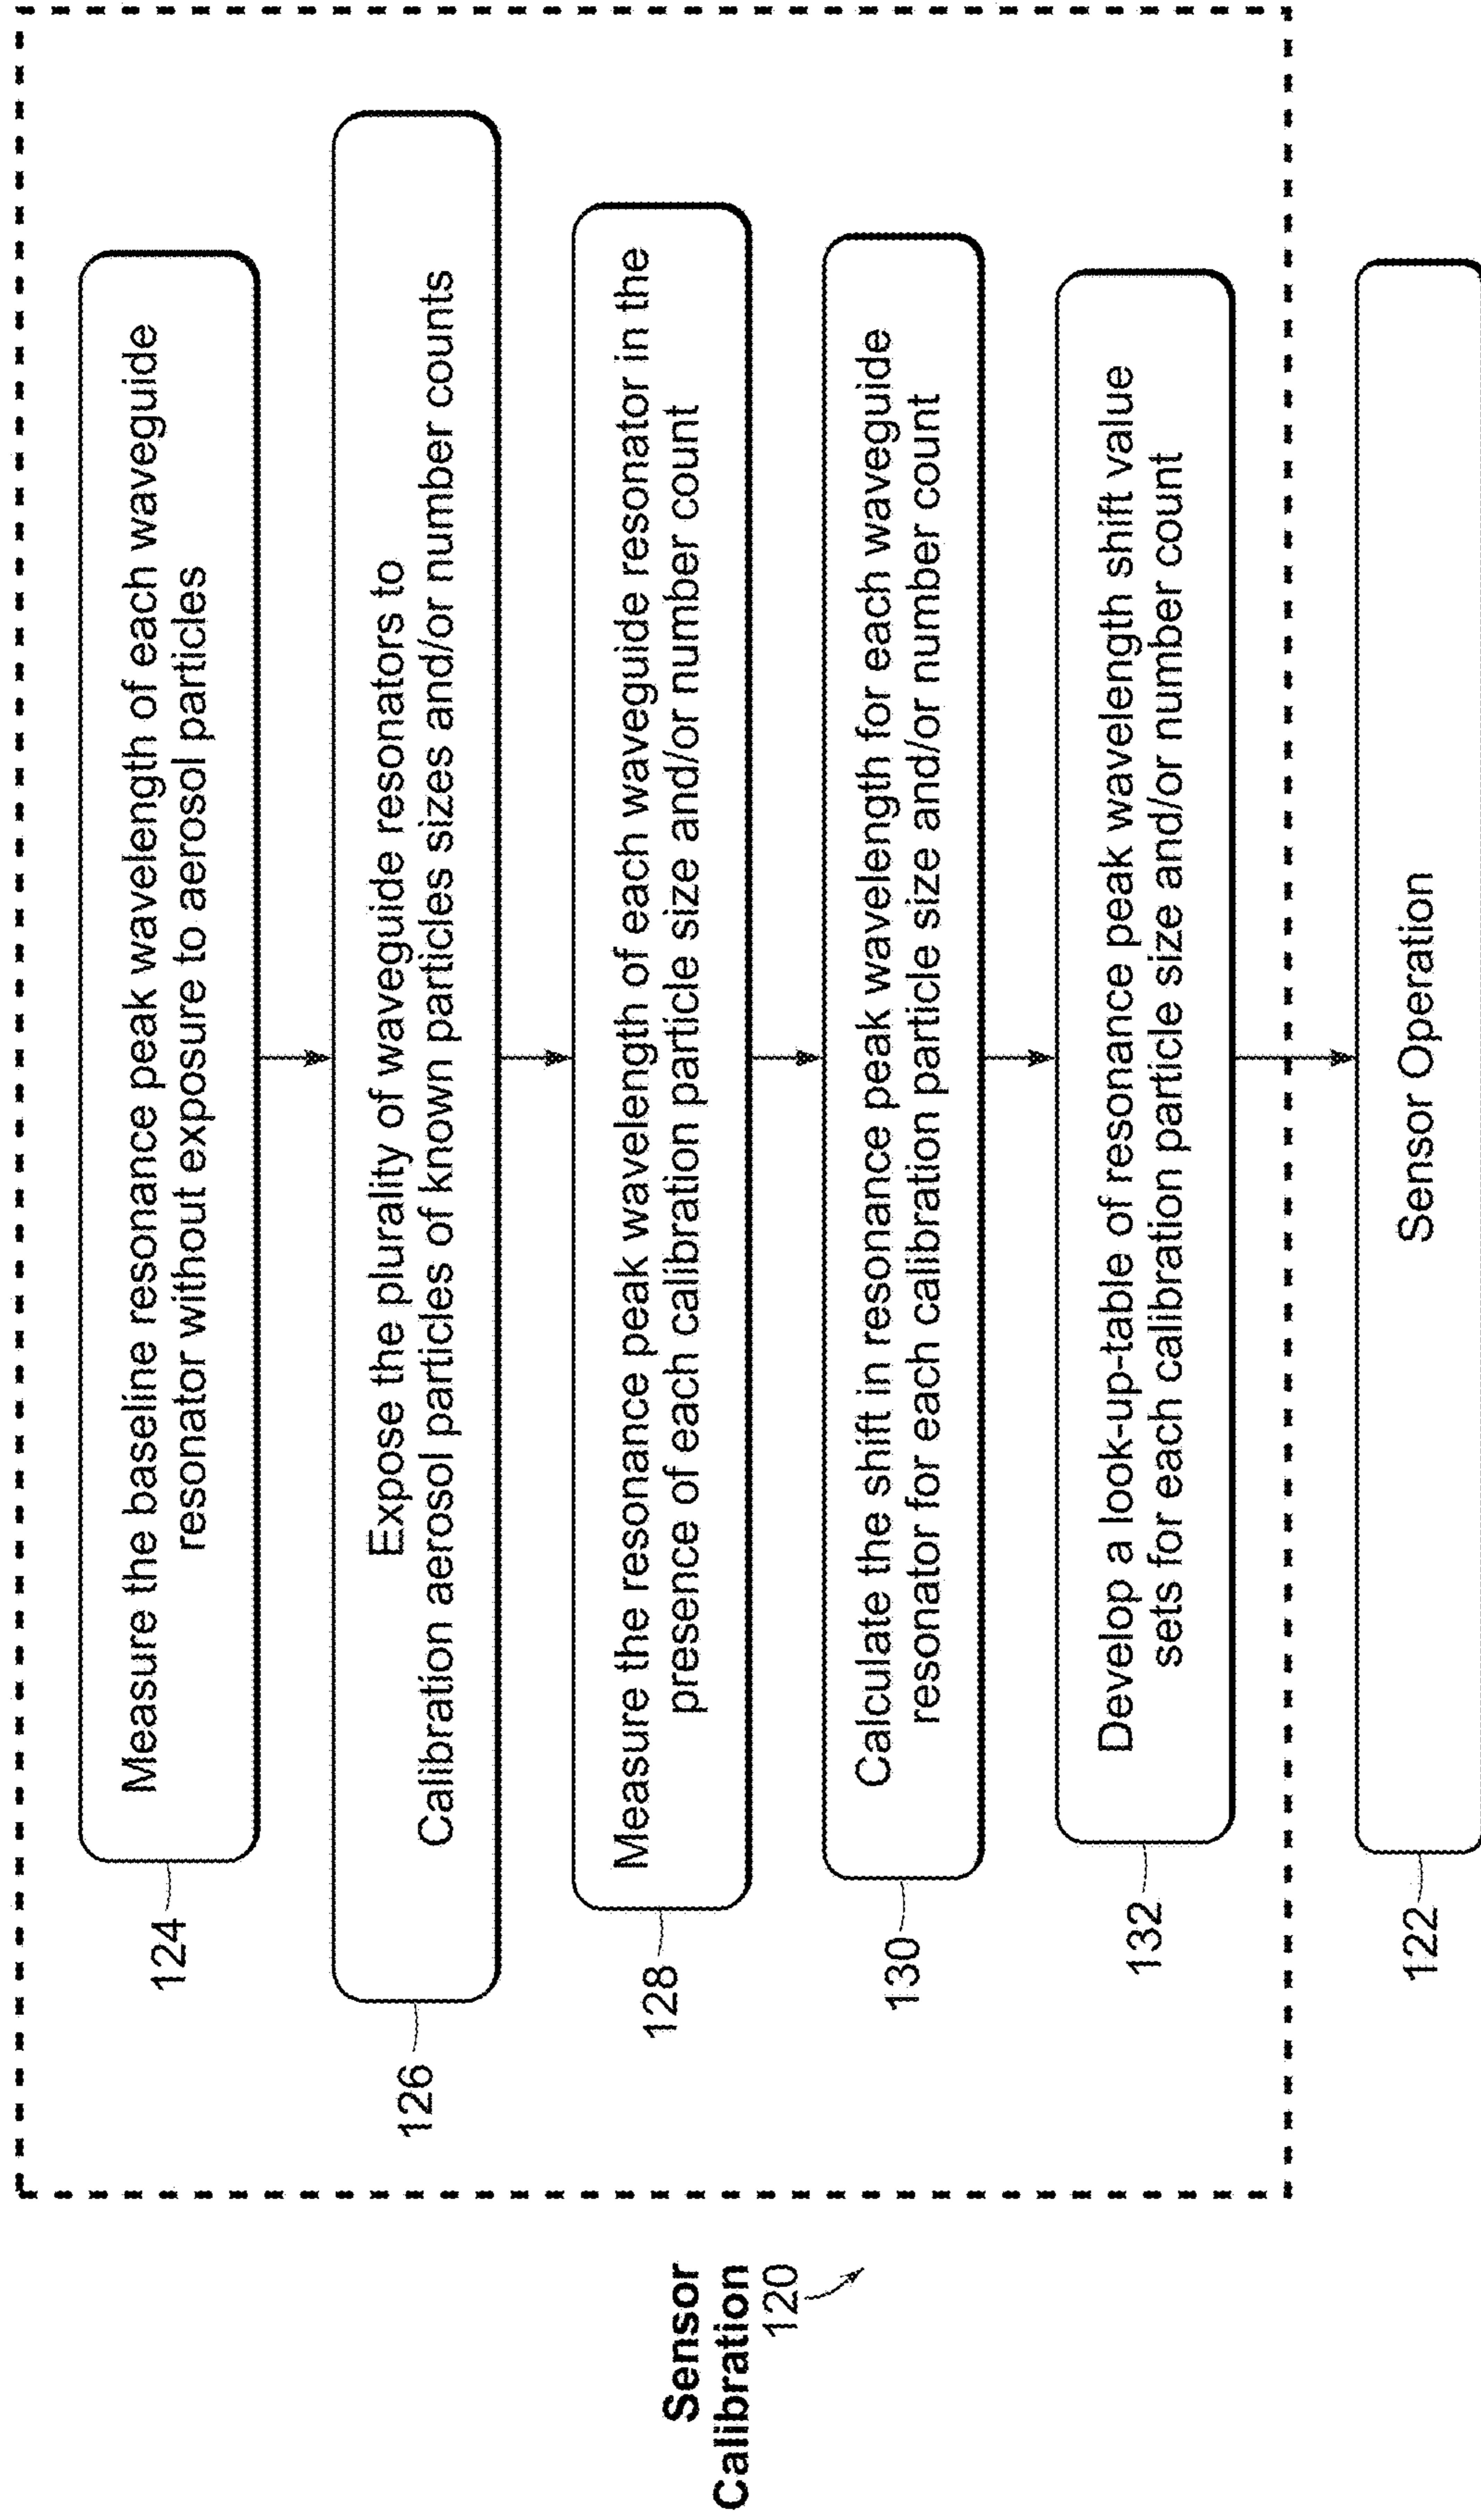 Sensor
Calibration
120
124
Measure the baseline resonance peak wavelength of each waveguide
resonator without exposure to aerosol particles
126
Expose the plurality of waveguide resonators to
Calibration aerosol particles of known particles sizes and/or number counts
128
Measure the resonance peak wavelength of each waveguide resonator in the
presence of each calibration particle size and/or number count
130
Calculate the shift in resonance peak wavelength for each waveguide
resonator for each calibration particle size and/or number count
132
Develop a look-up-table of resonance peak wavelength shift value
sets for each calibration particle size and/or number count
122
Sensor Operation